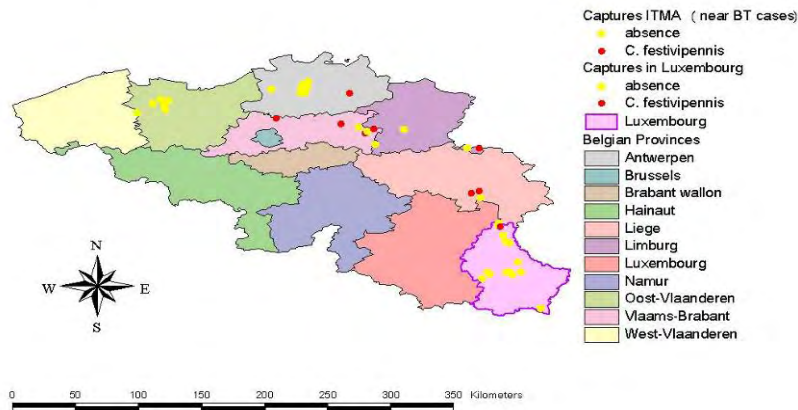 Captures ITMA ( near BT cases)
absence
C. festivipennis
Captures in Luxembourg
absence
C. festivipennis
Luxembourg
Belgian Provinces
Antwerpen
Brussels
Brabant wallon
Hainaut
Liege
Limburg
Luxembourg
Namur
Oost-Vlaanderen
Vlaams-Brabant
West-Vlaanderen
N
W E
S
0 50 100 150 200 250 300 350 Kilometers